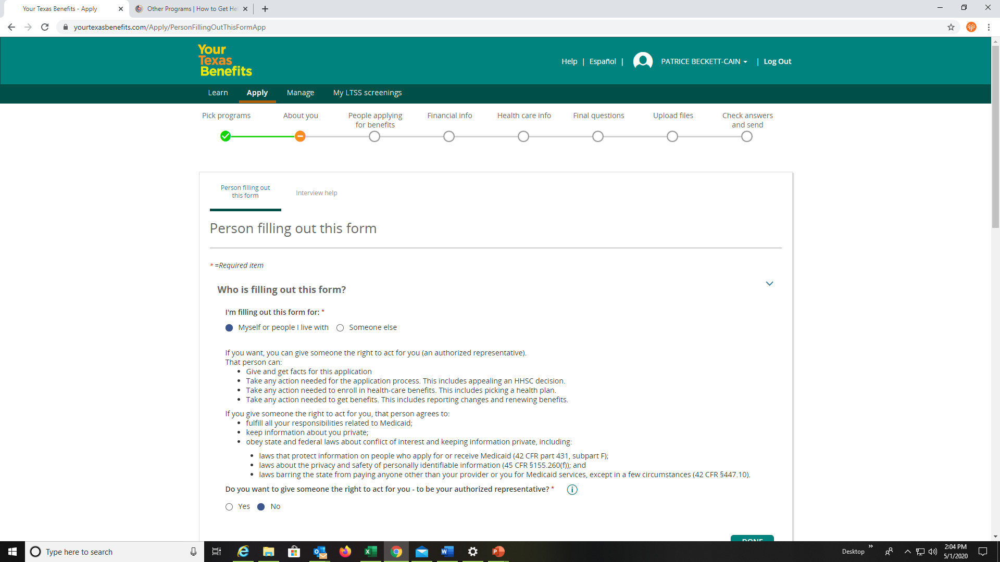 Your Texas Benefits - Apply
Other Programs | How to Get He
yourtexasbenefits.com/Apply/PersonFillingOutThisFormApp
Your
Texas
Benefits
Help | Español | PATRICE BECKETT-CAIN | Log Out
Learn Apply Manage My LTSS screenings
Pick programs
About you
People applying
for benefits
Financial info
Health care info
Final questions
Upload files
Check answers
and send
Person filling out
this form
Interview help
Person filling out this form
* =Required item
Who is filling out this form?
I'm filling out this form for: *
Myself or people I live with Someone else
If you want, you can give someone the right to act for you (an authorized representative).
That person can:
• Give and get facts for this application
• Take any action needed for the application process. This includes appealing an HHSC decision.
• Take any action needed to enroll in health-care benefits. This includes picking a health plan.
• Take any action needed to get benefits. This includes reporting changes and renewing benefits.
If you give someone the right to act for you, that person agrees to:
• fulfill all your responsibilities related to Medicaid;
• keep information about you private;
• obey state and federal laws about conflict of interest and keeping information private, including:
• laws that protect information on people who apply for or receive Medicaid (42 CFR part 431, subpart F);
• laws about the privacy and safety of personally identifiable information (45 CFR §155.260(f)); and
• laws barring the state from paying anyone other than your provider or you for Medicaid services, except in a few circumstances (42 CFR §447.10).
Do you want to give someone the right to act for you - to be your authorized representative? *
Yes No
DONE
Type here to search
Desktop
2:04 PM
5/1/2020